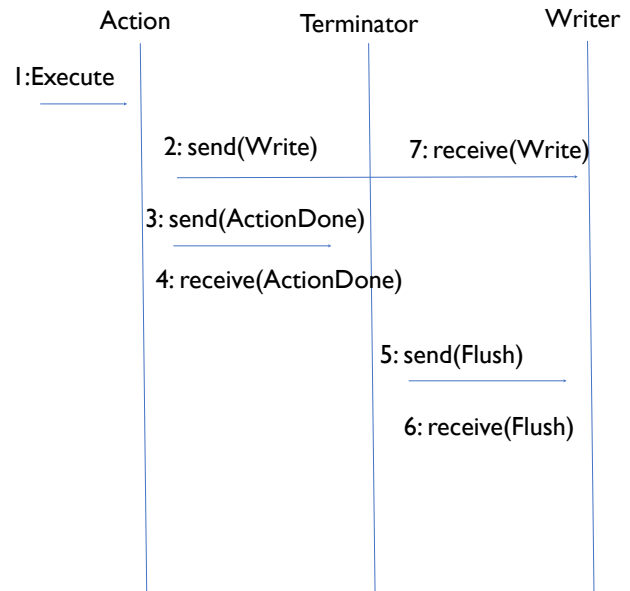 Action
Terminator
Writer
1:Execute
2: send(Write)
7: receive(Write)
3: send(ActionDone)
4: receive(ActionDone)
5: send(Flush)
6: receive(Flush)